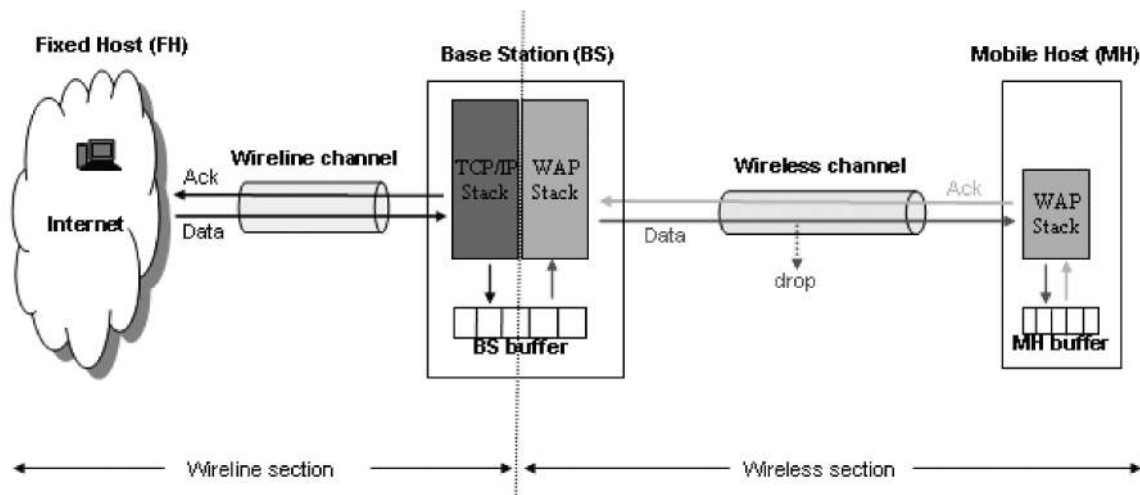 Fixed Host (FH)
Base Station (BS)
Mobile Host (MH)
Wireline channel
Wireless channel
TCP/IP
Stack
WAP
Stack
Ack
Data
Internet
Ack
Data
drop
WAP
Stack
BS buffer
MH buffer
Wireline section
Wireless section